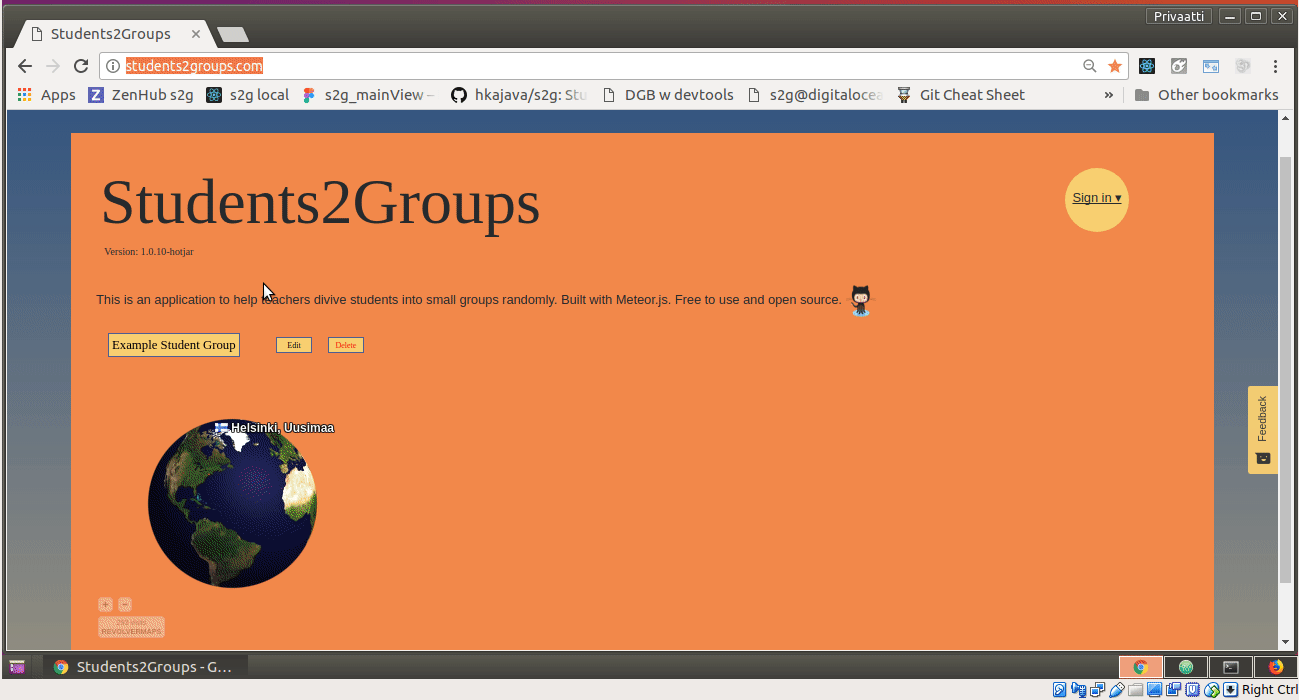 Privaatti
Students2Groups
students2groups.com
Apps ZenHub s2g s2g local s2g_mainView – hkajava/s2g: Stu DGB w devtools s2g@digitalocea Git Cheat Sheet » Other bookmarks
Students2Groups
Sign in ▾
Version: 1.0.10-hotjar
This is an application to help teachers divive students into small groups randomly. Built with Meteor.js. Free to use and open source.
Example Student Group Edit Delete
Feedback
Helsinki, Uusimaa
REVOLVERMAPS
Students2Groups - G...
Right Ctrl